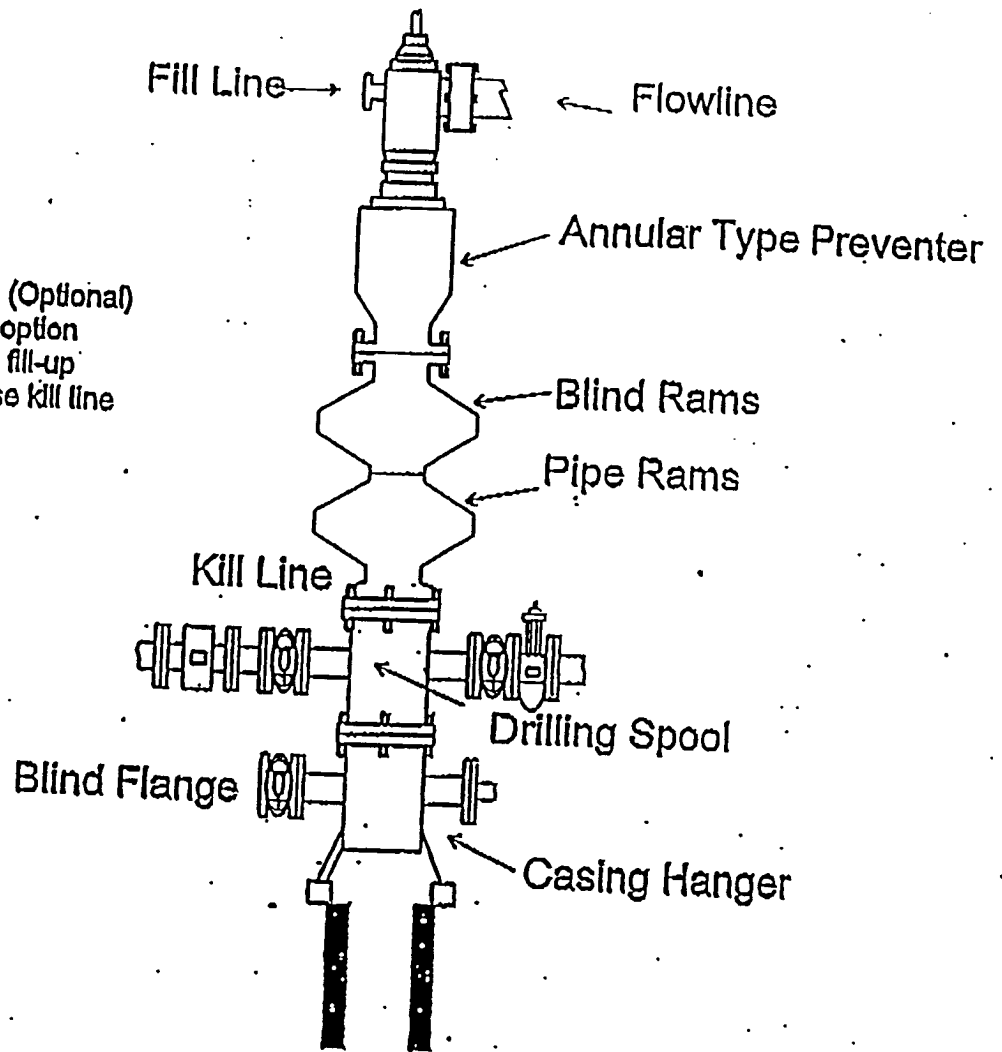 Fill Line
Flowline
Annular Type Preventer
(Optional)
option
fill-up
kill line
Blind Rams
Pipe Rams
Kill Line
Drilling Spool
Blind Flange
Casing Hanger